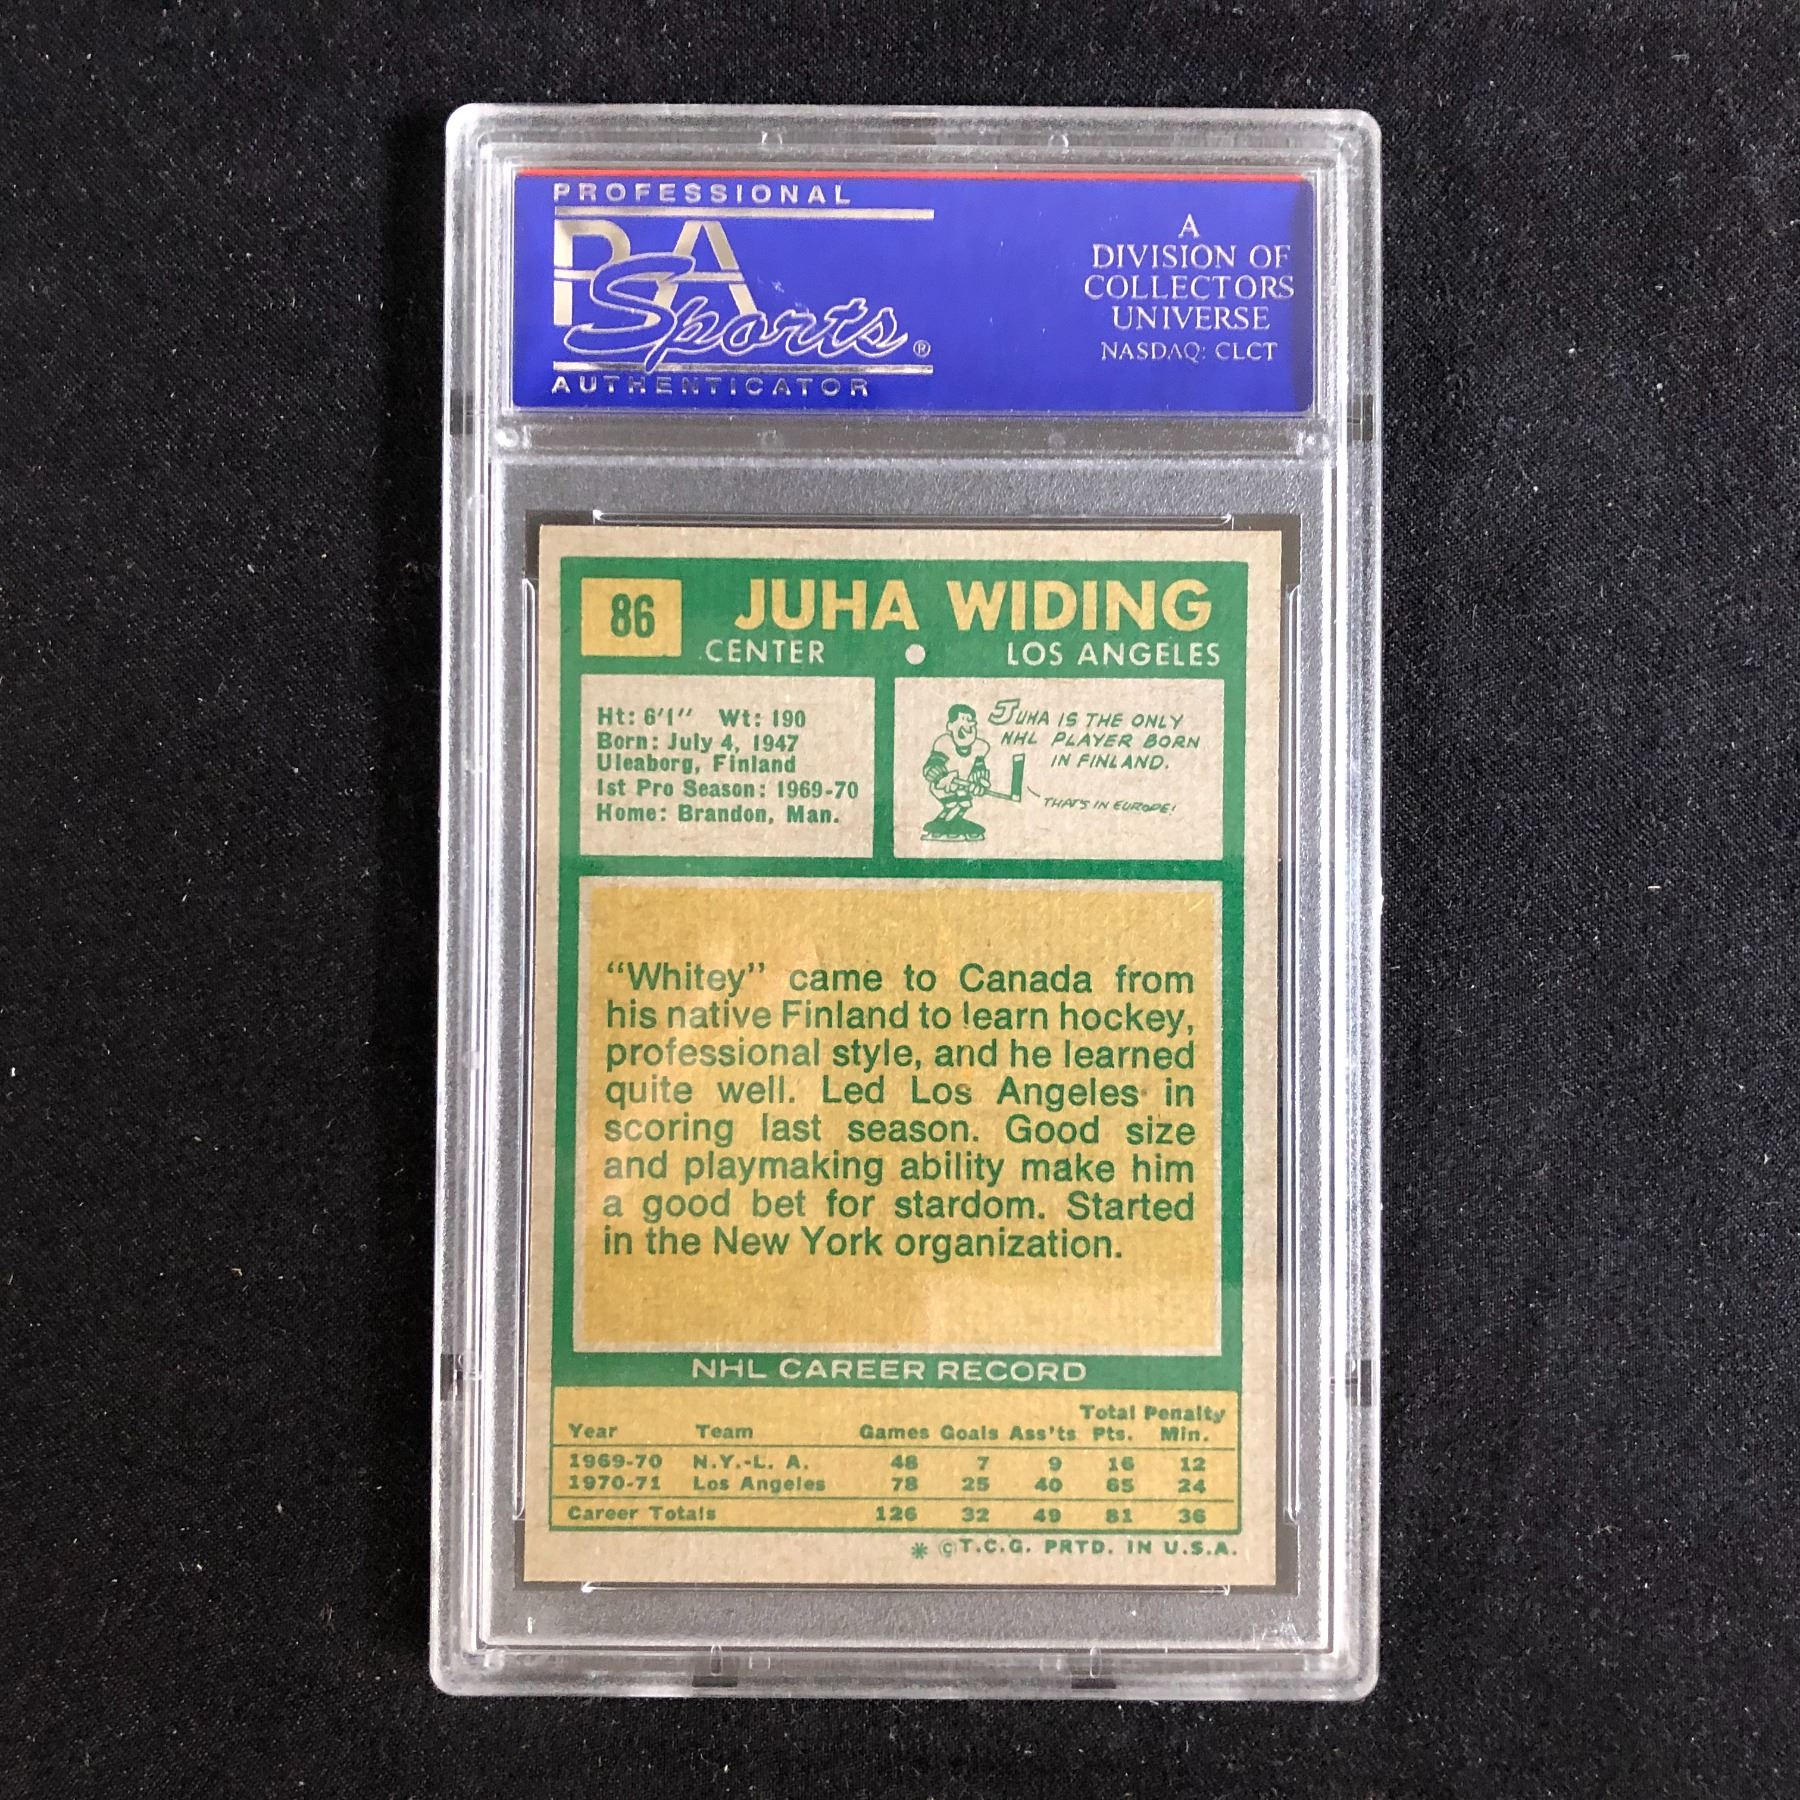 PROFESSIONAL
PSA
Sports®
AUTHENTICATOR
A
DIVISION OF
COLLECTORS
UNIVERSE
NASDAQ: CLCT
86
JUHA WIDING
CENTER • LOS ANGELES
Ht: 6'1" Wt: 190
Born: July 4, 1947
Uleaborg, Finland
1st Pro Season: 1969-70
Home: Brandon, Man.
JUHA IS THE ONLY
NHL PLAYER BORN
IN FINLAND.
THAT'S IN EUROPE!
“Whitey” came to Canada from
his native Finland to learn hockey,
professional style, and he learned
quite well. Led Los Angeles in
scoring last season. Good size
and playmaking ability make him
a good bet for stardom. Started
in the New York organization.
NHL CAREER RECORD
Total Penalty
Year Team Games Goals Ass'ts Pts. Min.
1969-70 N.Y.-L. A. 48 7 9 16 12
1970-71 Los Angeles 78 25 40 65 24
Career Totals 126 32 49 81 36
* ©T.C.G. PRTD. IN U.S.A.